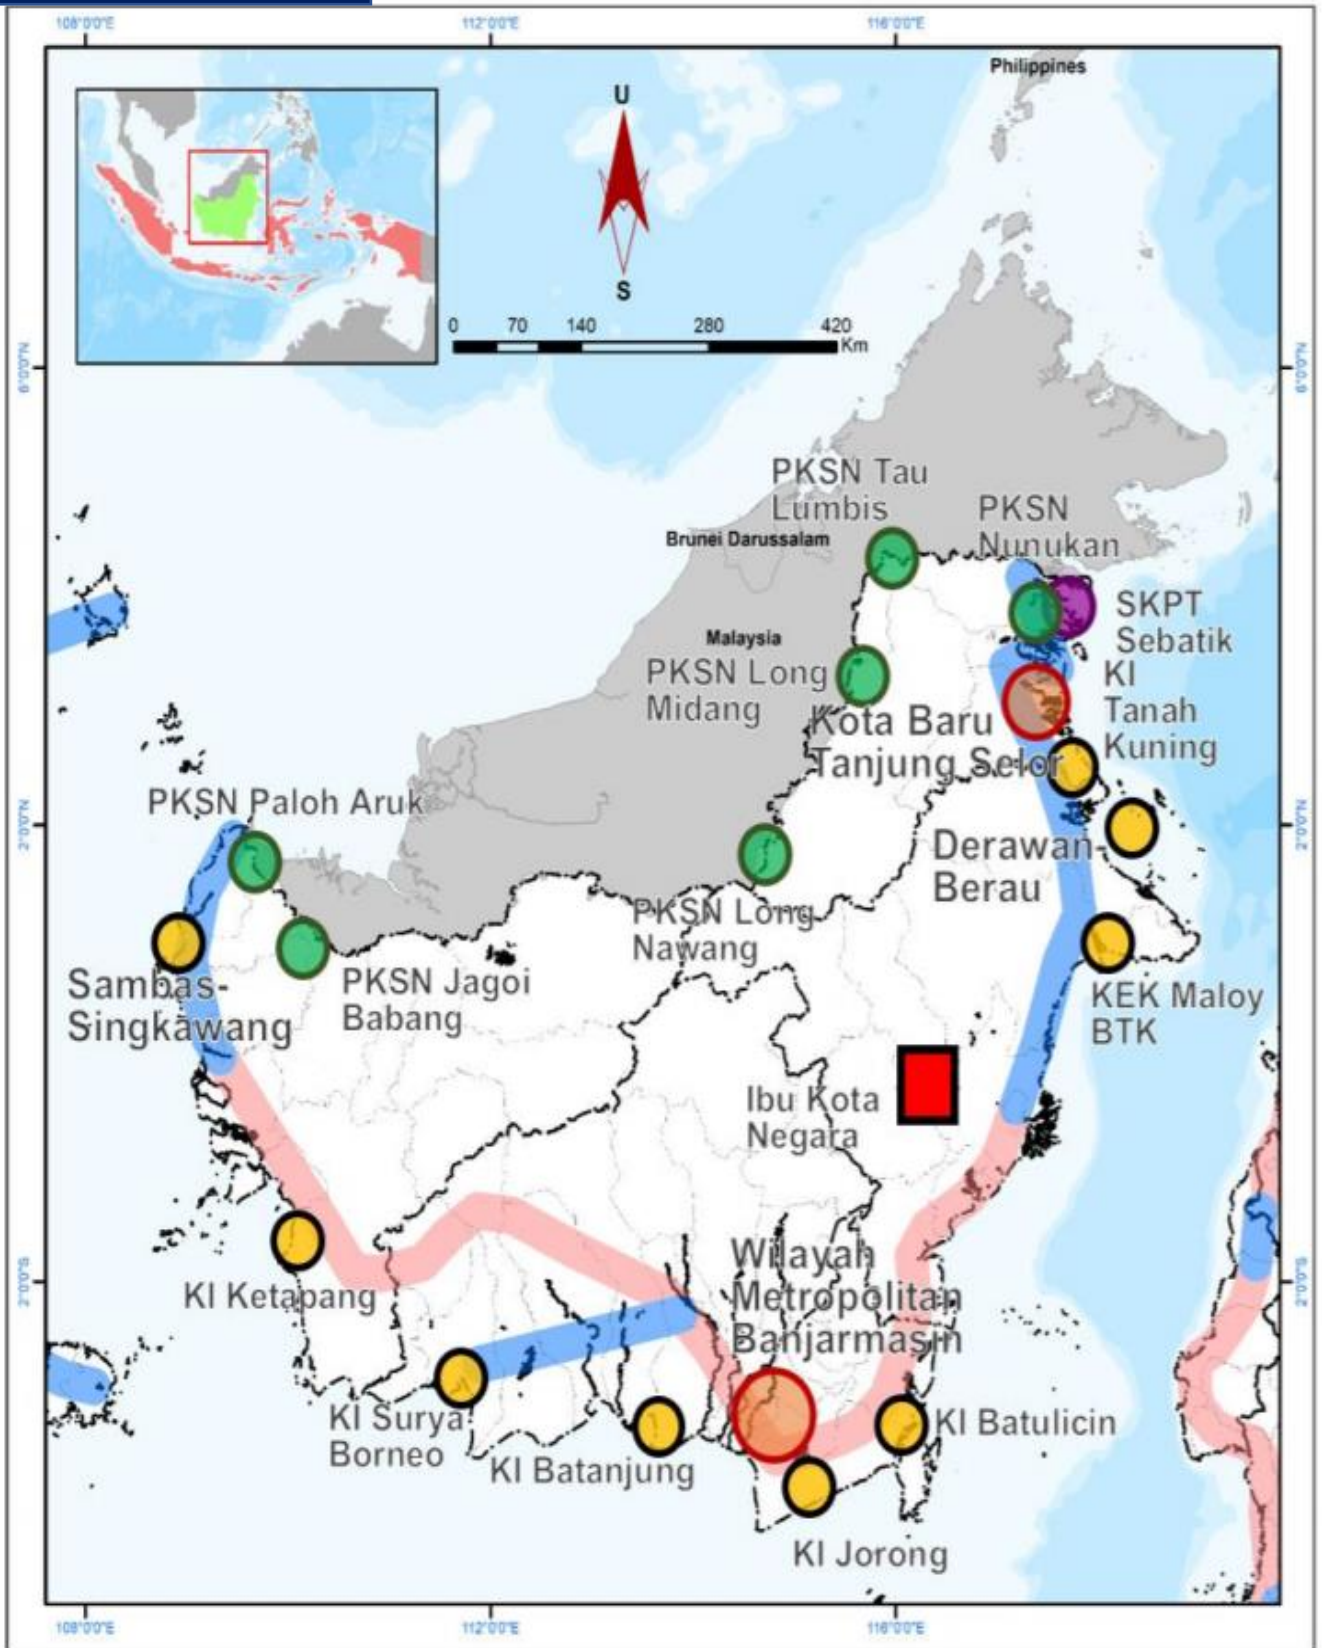 108°0'0"E
112°0'0"E
116°0'0"E
Philippines
U
S
0 70 140 280 420
Km
6°0'0"N
6°0'0"N
PKSN Tau
Lumbis
PKSN
Nunukan
Brunei Darussalam
SKPT
Sebatik
Malaysia
PKSN Long
Midang
KI
Tanah
Kuning
Kota Baru
Tanjung Selor
PKSN Paloh Aruk
2°0'0"N
2°0'0"N
Derawan-
Berau
PKSN Long
Nawang
Sambas-
Singkawang
PKSN Jagoi
Babang
KEK Maloy
BTK
Ibu Kota
Negara
Wilayah
Metropolitan
Banjarmasin
KI Ketapang
2°0'0"S
2°0'0"S
KI Surya
Borneo
KI Batanjung
KI Batulicin
KI Jorong
108°0'0"E
112°0'0"E
116°0'0"E